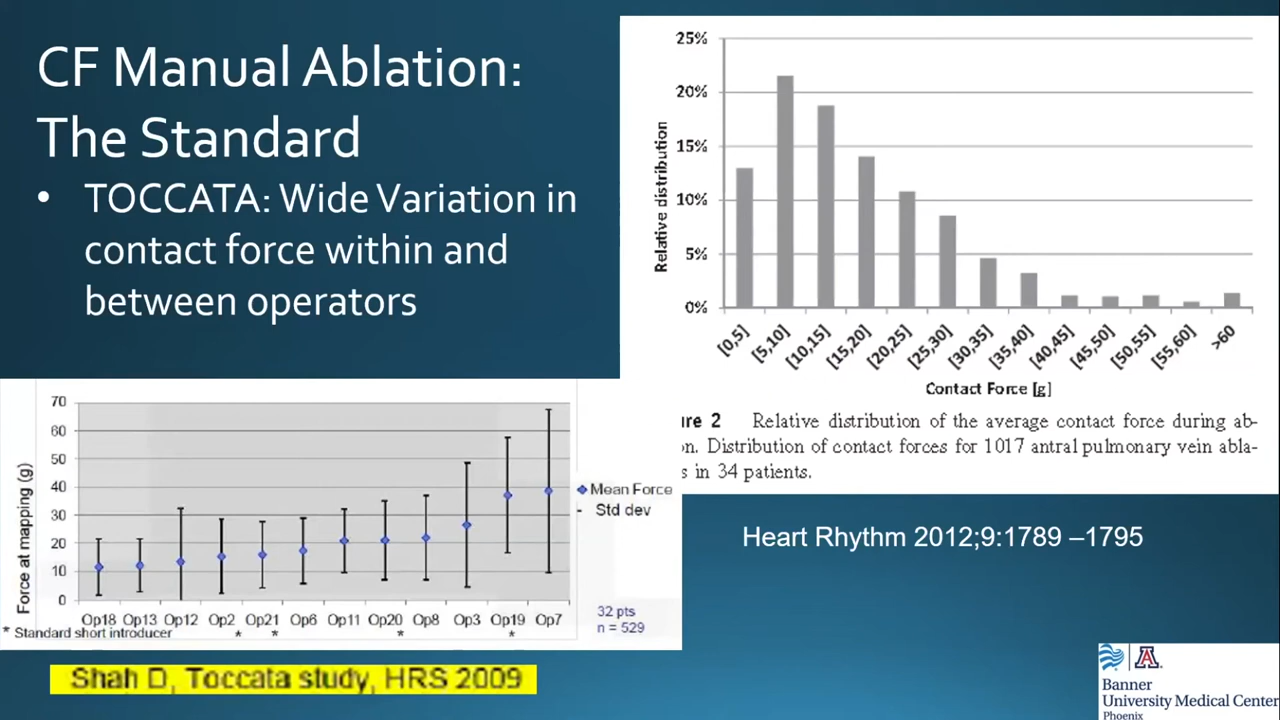 CF Manual Ablation:
The Standard
• TOCCATA: Wide Variation in
contact force within and
between operators
25%
20%
15%
10%
5%
0%
Relative distribution
[0,5]
[5,10]
[10,15]
[15,20]
[20,25]
[25,30]
[30,35]
[35,40]
[40,45]
[45,50]
[50,55]
[55,60]
>60
Contact Force [g]
ure 2 Relative distribution of the average contact force during ab-
n. Distribution of contact forces for 1017 antral pulmonary vein abla-
s in 34 patients.
70
60
50
40
30
20
10
0
Force at mapping (g)
Op18 Op13 Op12 Op2 Op21 Op6 Op11 Op20 Op8 Op3 Op19 Op7
* Standard short introducer * * * *
Mean Force
- Std dev
32 pts
n = 529
Heart Rhythm 2012;9:1789 –1795
Shah D, Toccata study, HRS 2009
A
Banner
University Medical Center
Phoenix